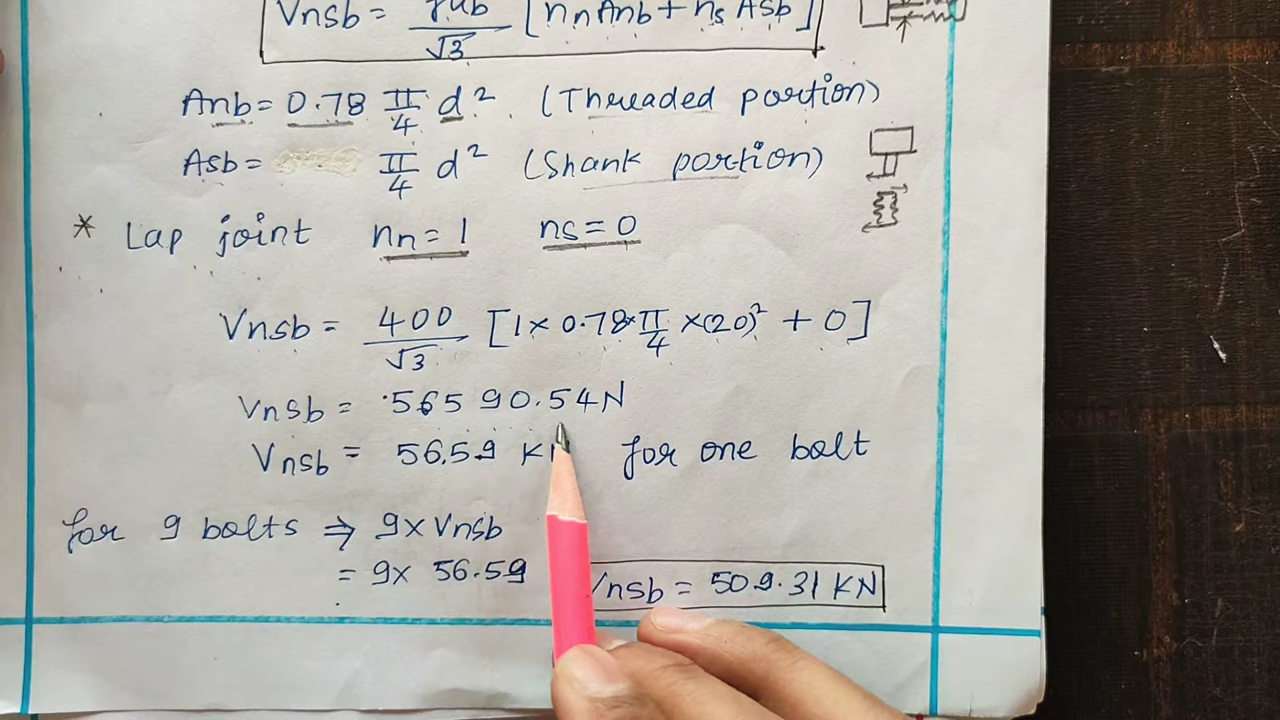 Vnsb = fub/√3 [nn Anb + ns Asb]
Anb = 0.78 π/4 d² (Threaded portion)
Asb = π/4 d² (Shank portion)
* Lap joint nn = 1 ns = 0
Vnsb = 400/√3 [1 × 0.78 × π/4 × (20)² + 0]
Vnsb = 56590.54N
Vnsb = 56.59 KN for one bolt
for 9 bolts ⇒ 9 × Vnsb
= 9 × 56.59 Vnsb = 509.31 KN